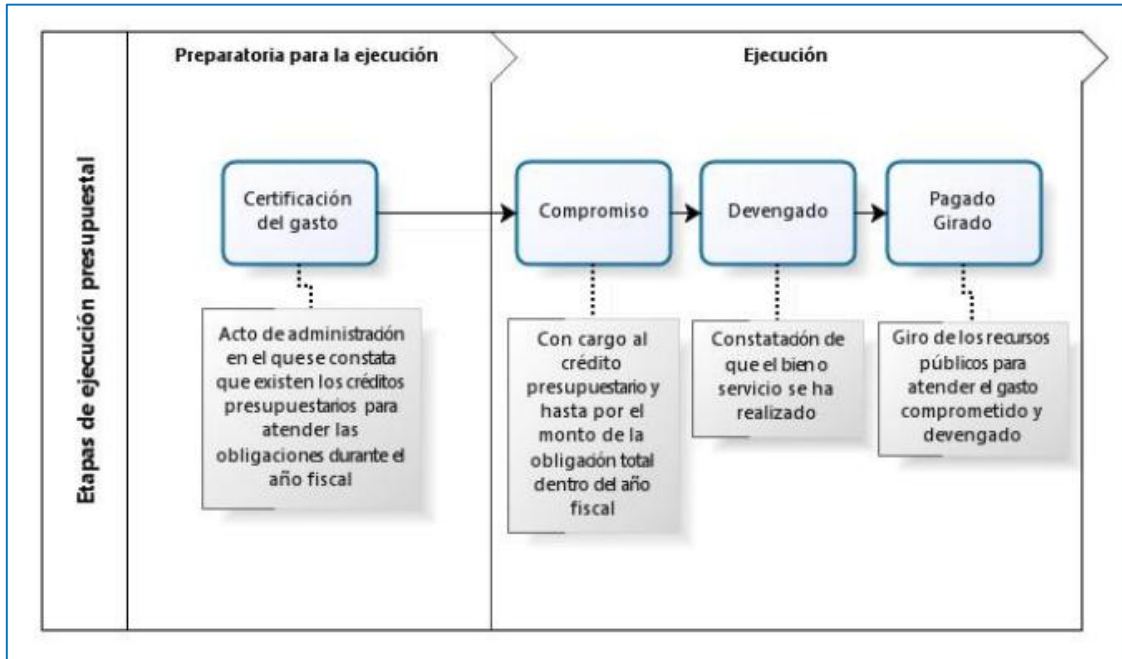 Etapas de ejecución presupuestal
Preparatoria para la ejecución
Ejecución
Certificación
del gasto
Compromiso
Devengado
Pagado
Girado
Acto de administración
en el que se constata
que existen los créditos
presupuestarios para
atender las
obligaciones durante el
año fiscal
Con cargo al
crédito
presupuestario y
hasta por el
monto de la
obligación total
dentro del año
fiscal
Constatación de
que el bien o
servicio se ha
realizado
Giro de los recursos
públicos para
atender el gasto
comprometido y
devengado